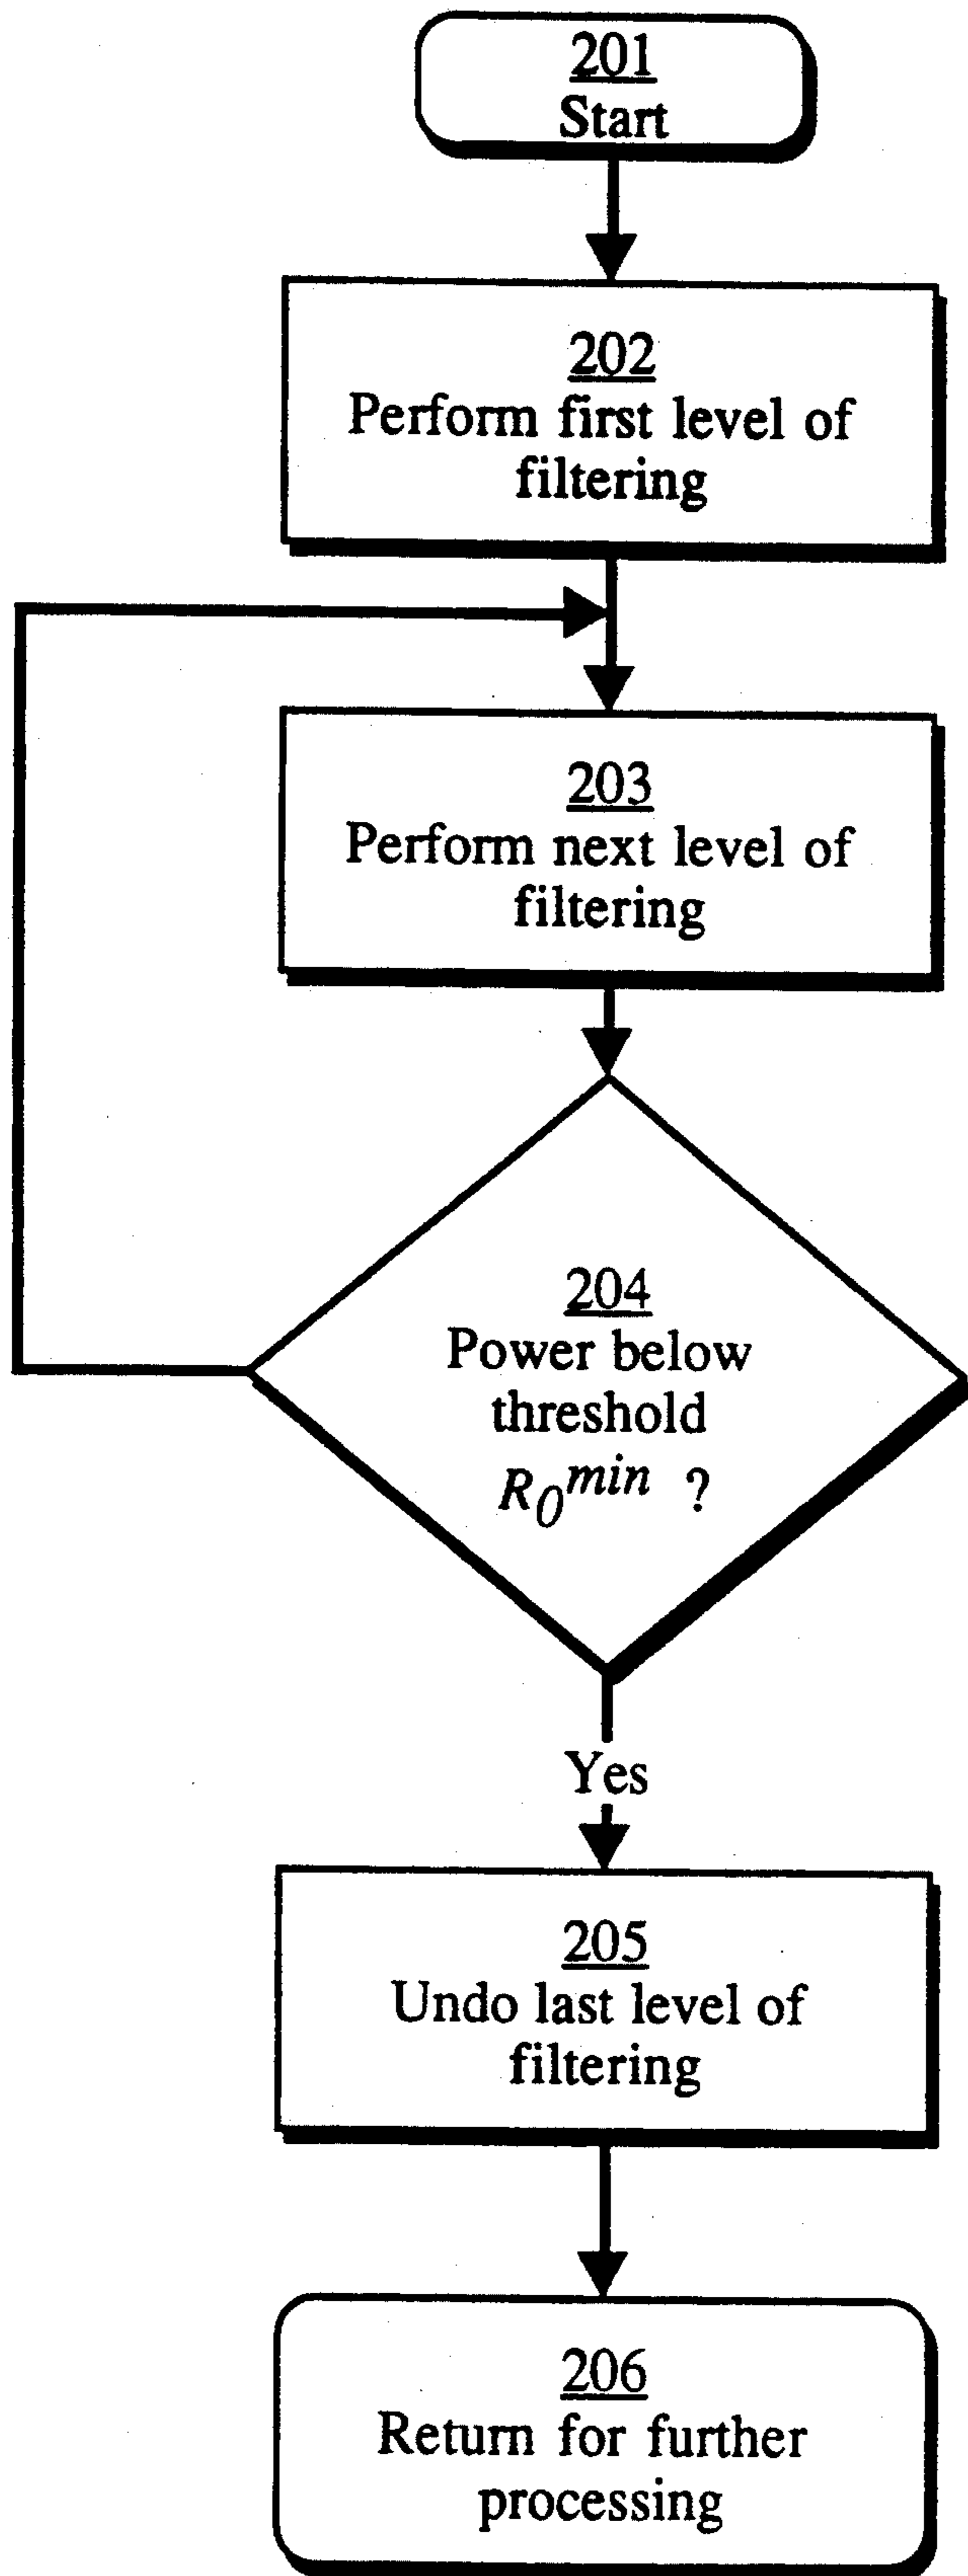 201
Start
202
Perform first level of
filtering
203
Perform next level of
filtering
204
Power below
threshold
R₀ᵐⁱⁿ ?
Yes
205
Undo last level of
filtering
206
Return for further
processing